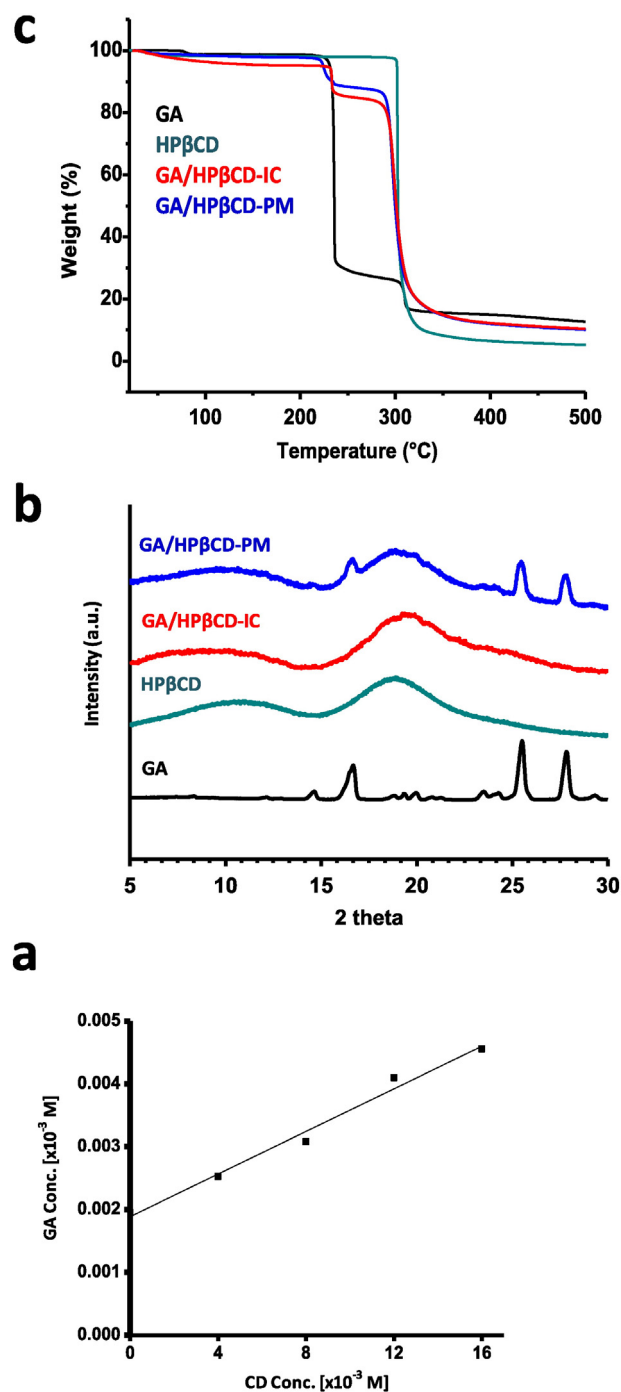 c
100
80
60
40
20
0
Weight (%)
GA
HPβCD
GA/HPβCD-IC
GA/HPβCD-PM
100
200
300
400
500
Temperature (°C)
b
GA/HPβCD-PM
GA/HPβCD-IC
HPβCD
GA
Intensity (a.u.)
5
10
15
20
25
30
2 theta
a
0.005
0.004
0.003
0.002
0.001
0.000
GA Conc. [x10⁻³ M]
0
4
8
12
16
CD Conc. [x10⁻³ M]